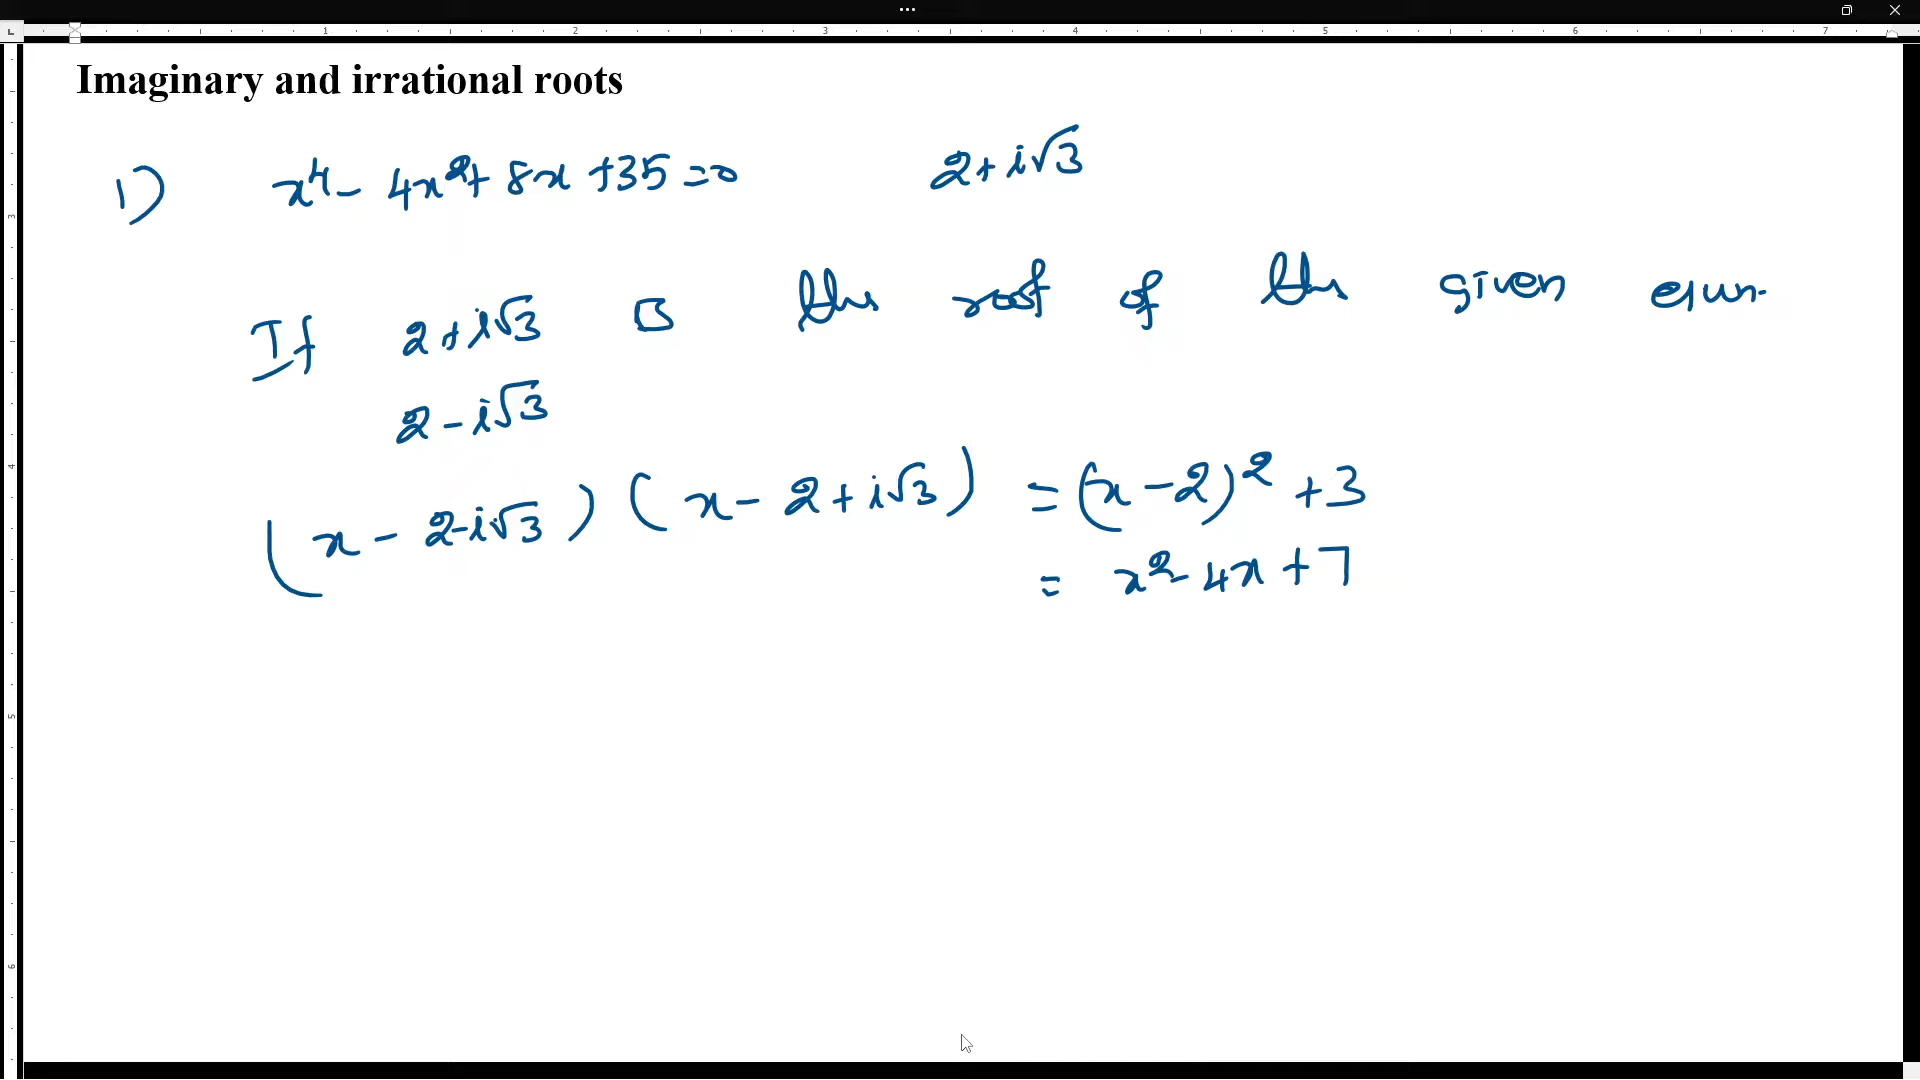 Imaginary and irrational roots
1) x⁴ - 4x² + 8x + 35 = 0 2 + i√3
If 2 + i√3 is the root of the given equn.
2 - i√3
(x - 2 - i√3) (x - 2 + i√3) = (x - 2)² + 3
= x² - 4x + 7